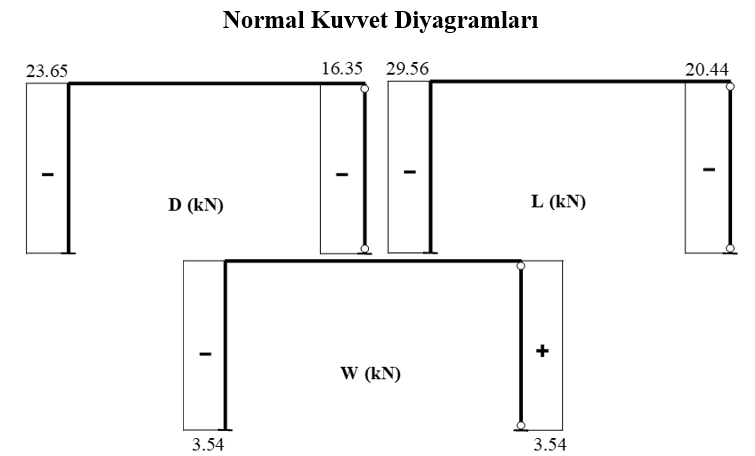 Normal Kuvvet Diyagramları
23.65 16.35 29.56 20.44
- - - -
D (kN) L (kN)
- +
W (kN)
3.54 3.54